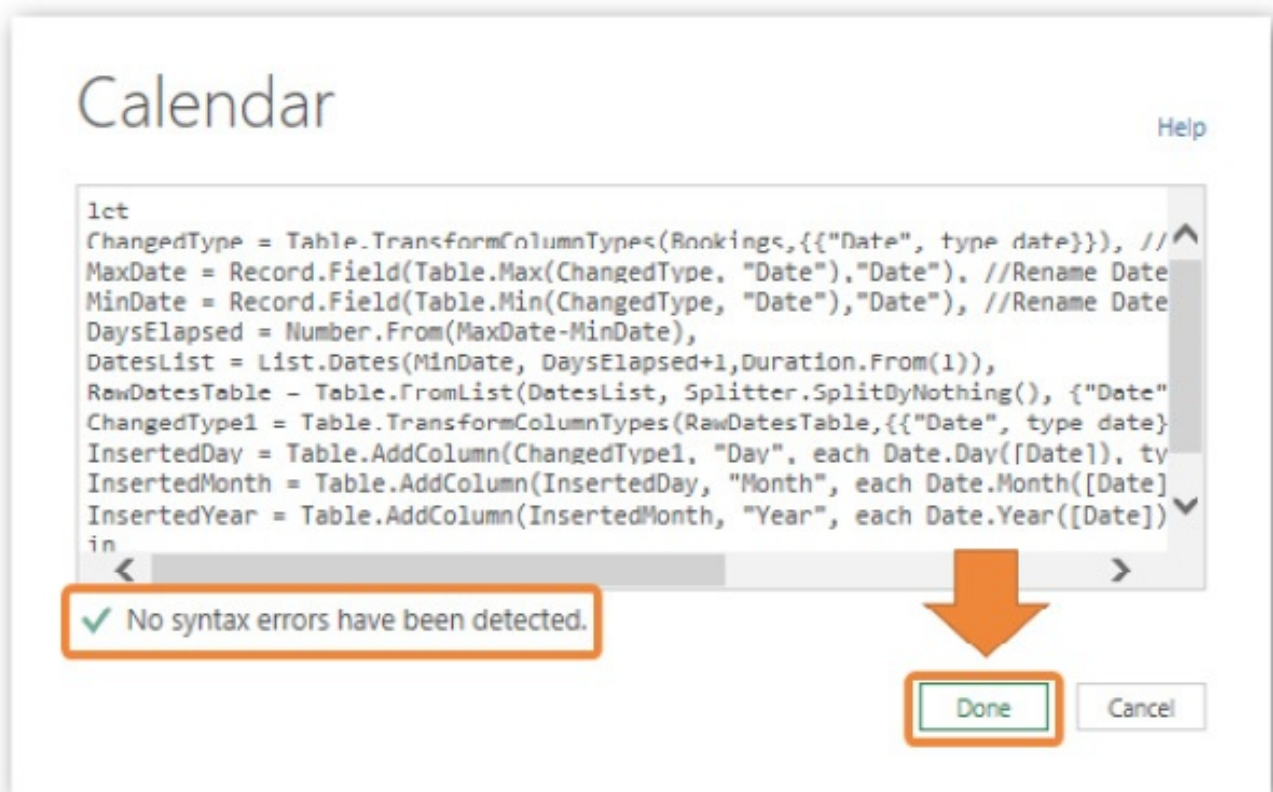 Calendar
Help
let
ChangedType = Table.TransformColumnTypes(Bookings,{{"Date", type date}}), //
MaxDate = Record.Field(Table.Max(ChangedType, "Date"),"Date"), //Rename Date
MinDate = Record.Field(Table.Min(ChangedType, "Date"),"Date"), //Rename Date
DaysElapsed = Number.From(MaxDate-MinDate),
DatesList = List.Dates(MinDate, DaysElapsed+1,Duration.From(1)),
RawDatesTable = Table.FromList(DatesList, Splitter.SplitByNothing(), {"Date"
ChangedType1 = Table.TransformColumnTypes(RawDatesTable,{{"Date", type date}
InsertedDay = Table.AddColumn(ChangedType1, "Day", each Date.Day([Date]), ty
InsertedMonth = Table.AddColumn(InsertedDay, "Month", each Date.Month([Date]
InsertedYear = Table.AddColumn(InsertedMonth, "Year", each Date.Year([Date])
in
No syntax errors have been detected.
Done
Cancel